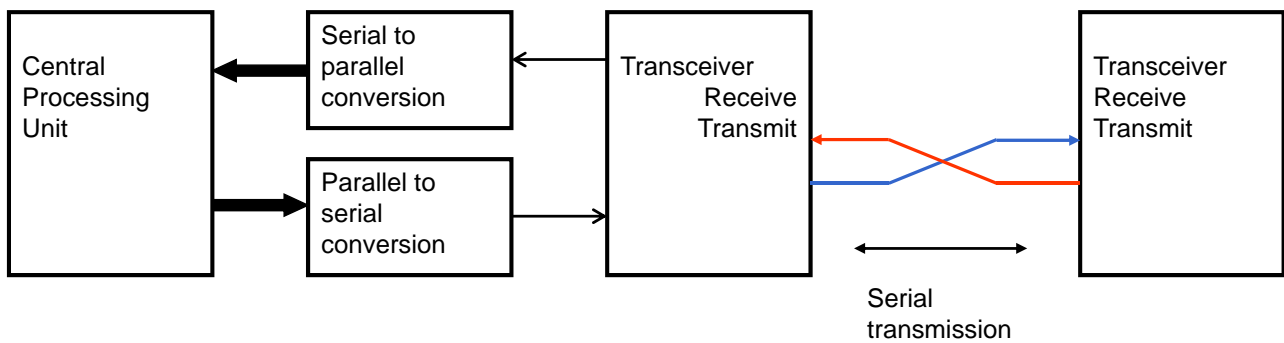 Central
Processing
Unit
Serial to
parallel
conversion
Parallel to
serial
conversion
Transceiver
Receive
Transmit
Transceiver
Receive
Transmit
Serial
transmission